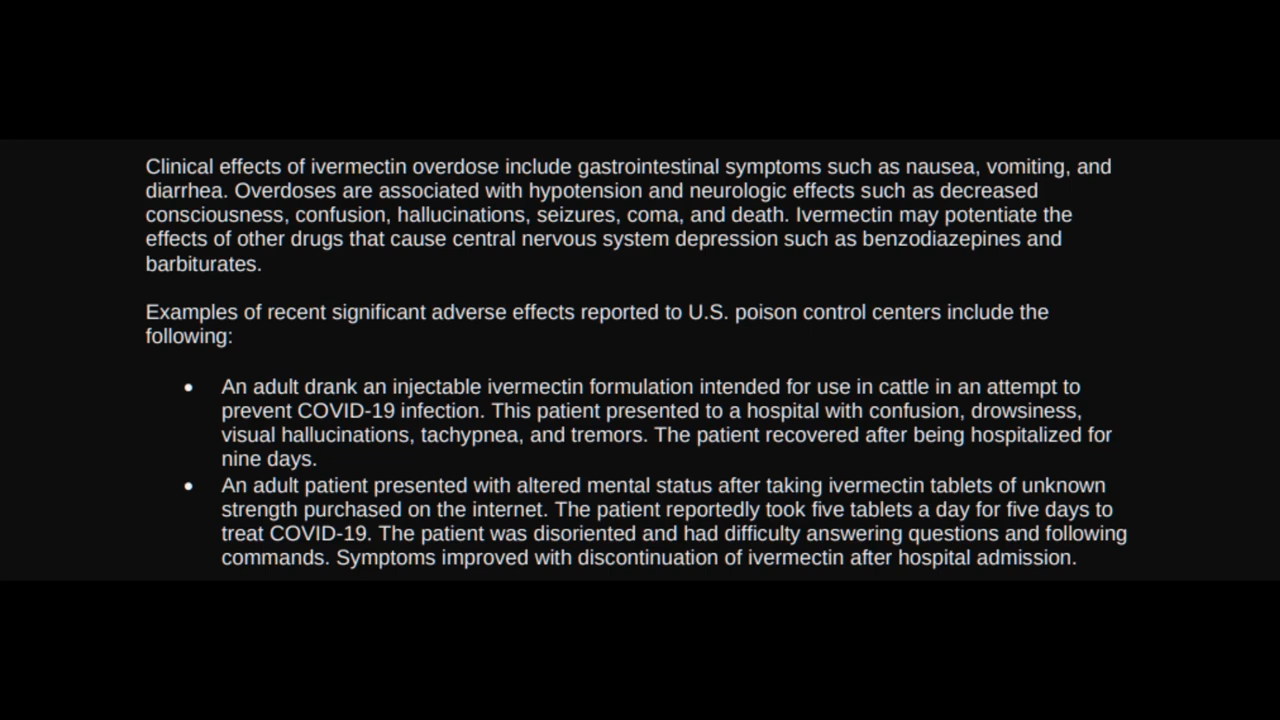 Clinical effects of ivermectin overdose include gastrointestinal symptoms such as nausea, vomiting, and
diarrhea. Overdoses are associated with hypotension and neurologic effects such as decreased
consciousness, confusion, hallucinations, seizures, coma, and death. Ivermectin may potentiate the
effects of other drugs that cause central nervous system depression such as benzodiazepines and
barbiturates.
Examples of recent significant adverse effects reported to U.S. poison control centers include the
following:
• An adult drank an injectable ivermectin formulation intended for use in cattle in an attempt to
prevent COVID-19 infection. This patient presented to a hospital with confusion, drowsiness,
visual hallucinations, tachypnea, and tremors. The patient recovered after being hospitalized for
nine days.
• An adult patient presented with altered mental status after taking ivermectin tablets of unknown
strength purchased on the internet. The patient reportedly took five tablets a day for five days to
treat COVID-19. The patient was disoriented and had difficulty answering questions and following
commands. Symptoms improved with discontinuation of ivermectin after hospital admission.